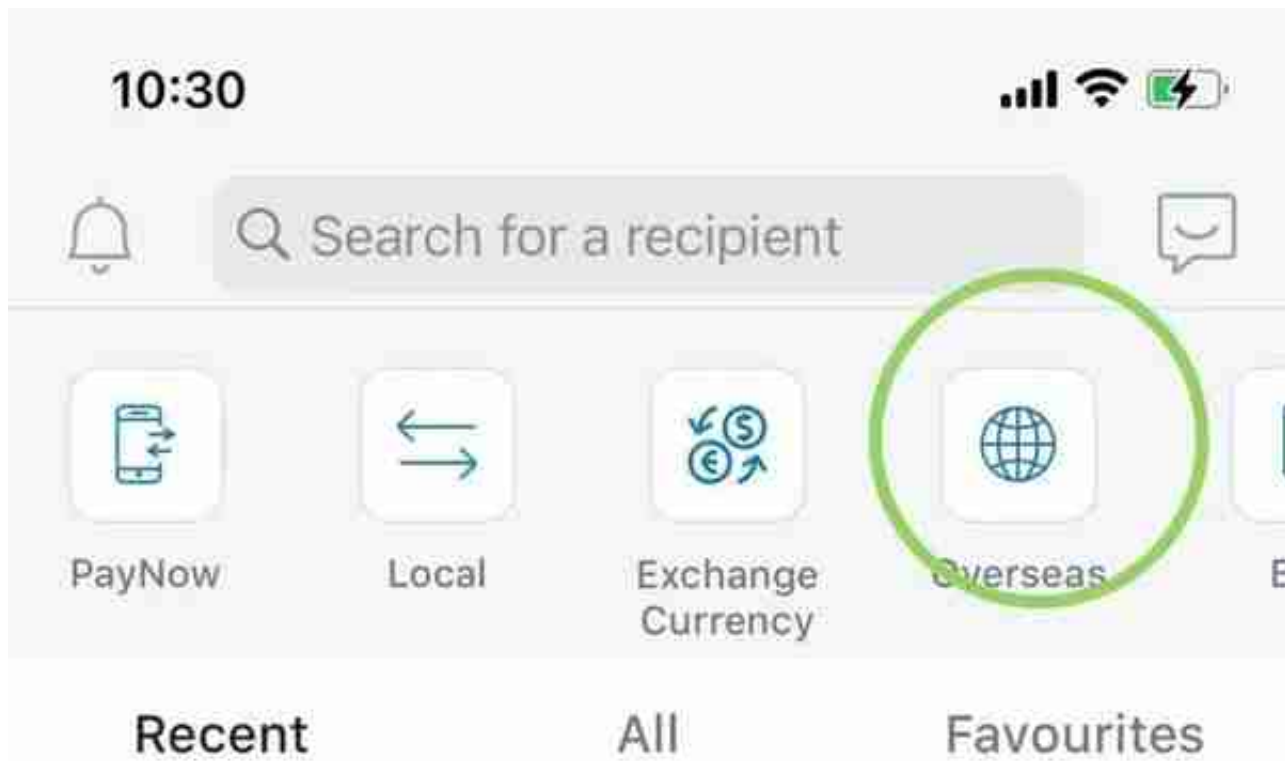 10:30
Search for a recipient
PayNow
Local
Exchange
Currency
Overseas
Recent
All
Favourites